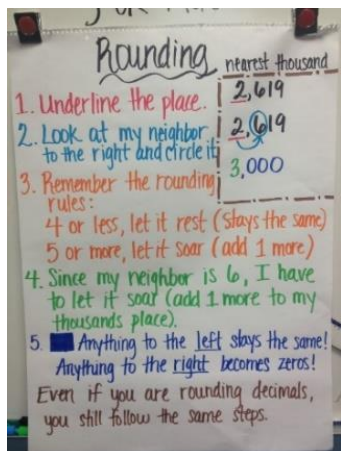 Rounding
nearest thousand
2,619
2,619
3,000
1. Underline the place.
2. Look at my neighbor
to the right and circle it
3. Remember the rounding
rules:
4 or less, let it rest (stays the same)
5 or more, let it soar (add 1 more)
4. Since my neighbor is 6, I have
to let it soar (add 1 more to my
thousands place).
5. Anything to the left stays the same!
Anything to the right becomes zeros!
Even if you are rounding decimals,
you still follow the same steps.